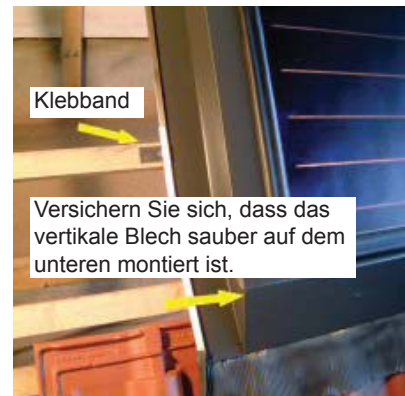 Klebband
Versichern Sie sich, dass das
vertikale Blech sauber auf dem
unteren montiert ist.